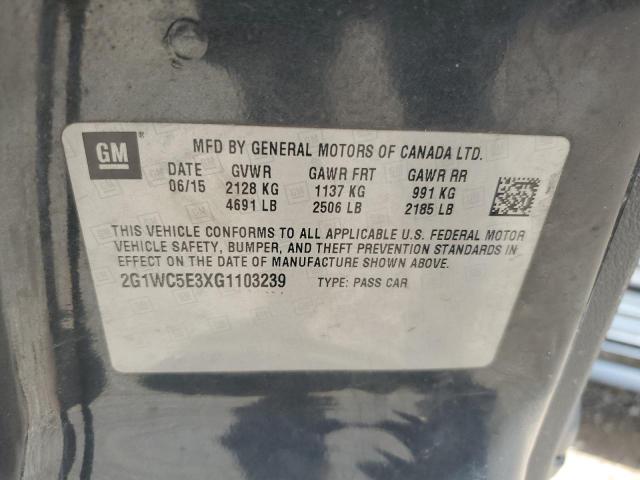 GM®
MFD BY GENERAL MOTORS OF CANADA LTD.
DATE GVWR GAWR FRT GAWR RR
06/15 2128 KG 1137 KG 991 KG
4691 LB 2506 LB 2185 LB
THIS VEHICLE CONFORMS TO ALL APPLICABLE U.S. FEDERAL MOTOR
VEHICLE SAFETY, BUMPER, AND THEFT PREVENTION STANDARDS IN
EFFECT ON THE DATE OF MANUFACTURE SHOWN ABOVE.
2G1WC5E3XG1103239 TYPE: PASS CAR